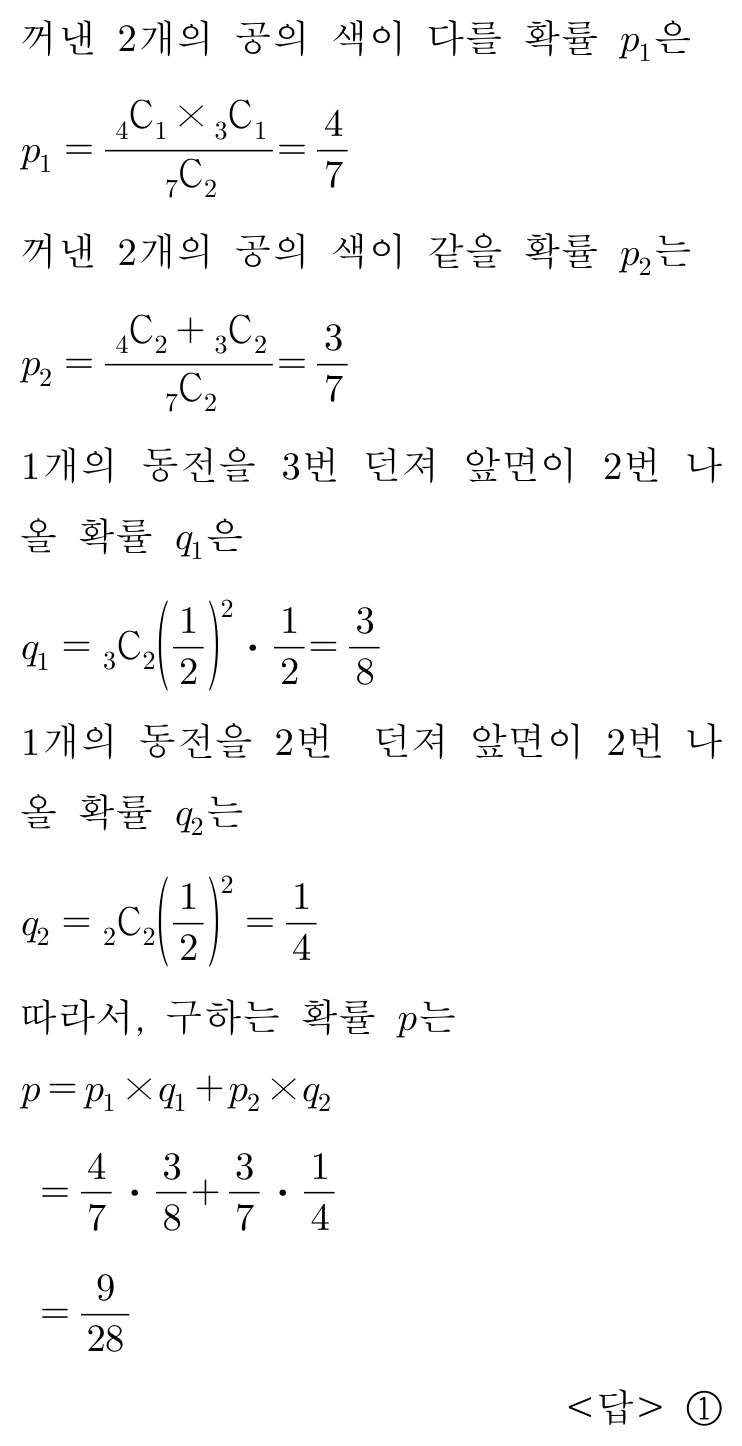 꺼낸 2개의 공의 색이 다를 확률 p₁은
p₁ = (₄C₁ × ₃C₁)/₇C₂ = 4/7
꺼낸 2개의 공의 색이 같을 확률 p₂는
p₂ = (₄C₂ + ₃C₂)/₇C₂ = 3/7
1개의 동전을 3번 던져 앞면이 2번 나
올 확률 q₁은
q₁ = ₃C₂(1/2)² · 1/2 = 3/8
1개의 동전을 2번 던져 앞면이 2번 나
올 확률 q₂는
q₂ = ₂C₂(1/2)² = 1/4
따라서, 구하는 확률 p는
p = p₁ × q₁ + p₂ × q₂
= 4/7 · 3/8 + 3/7 · 1/4
= 9/28
<답> ①